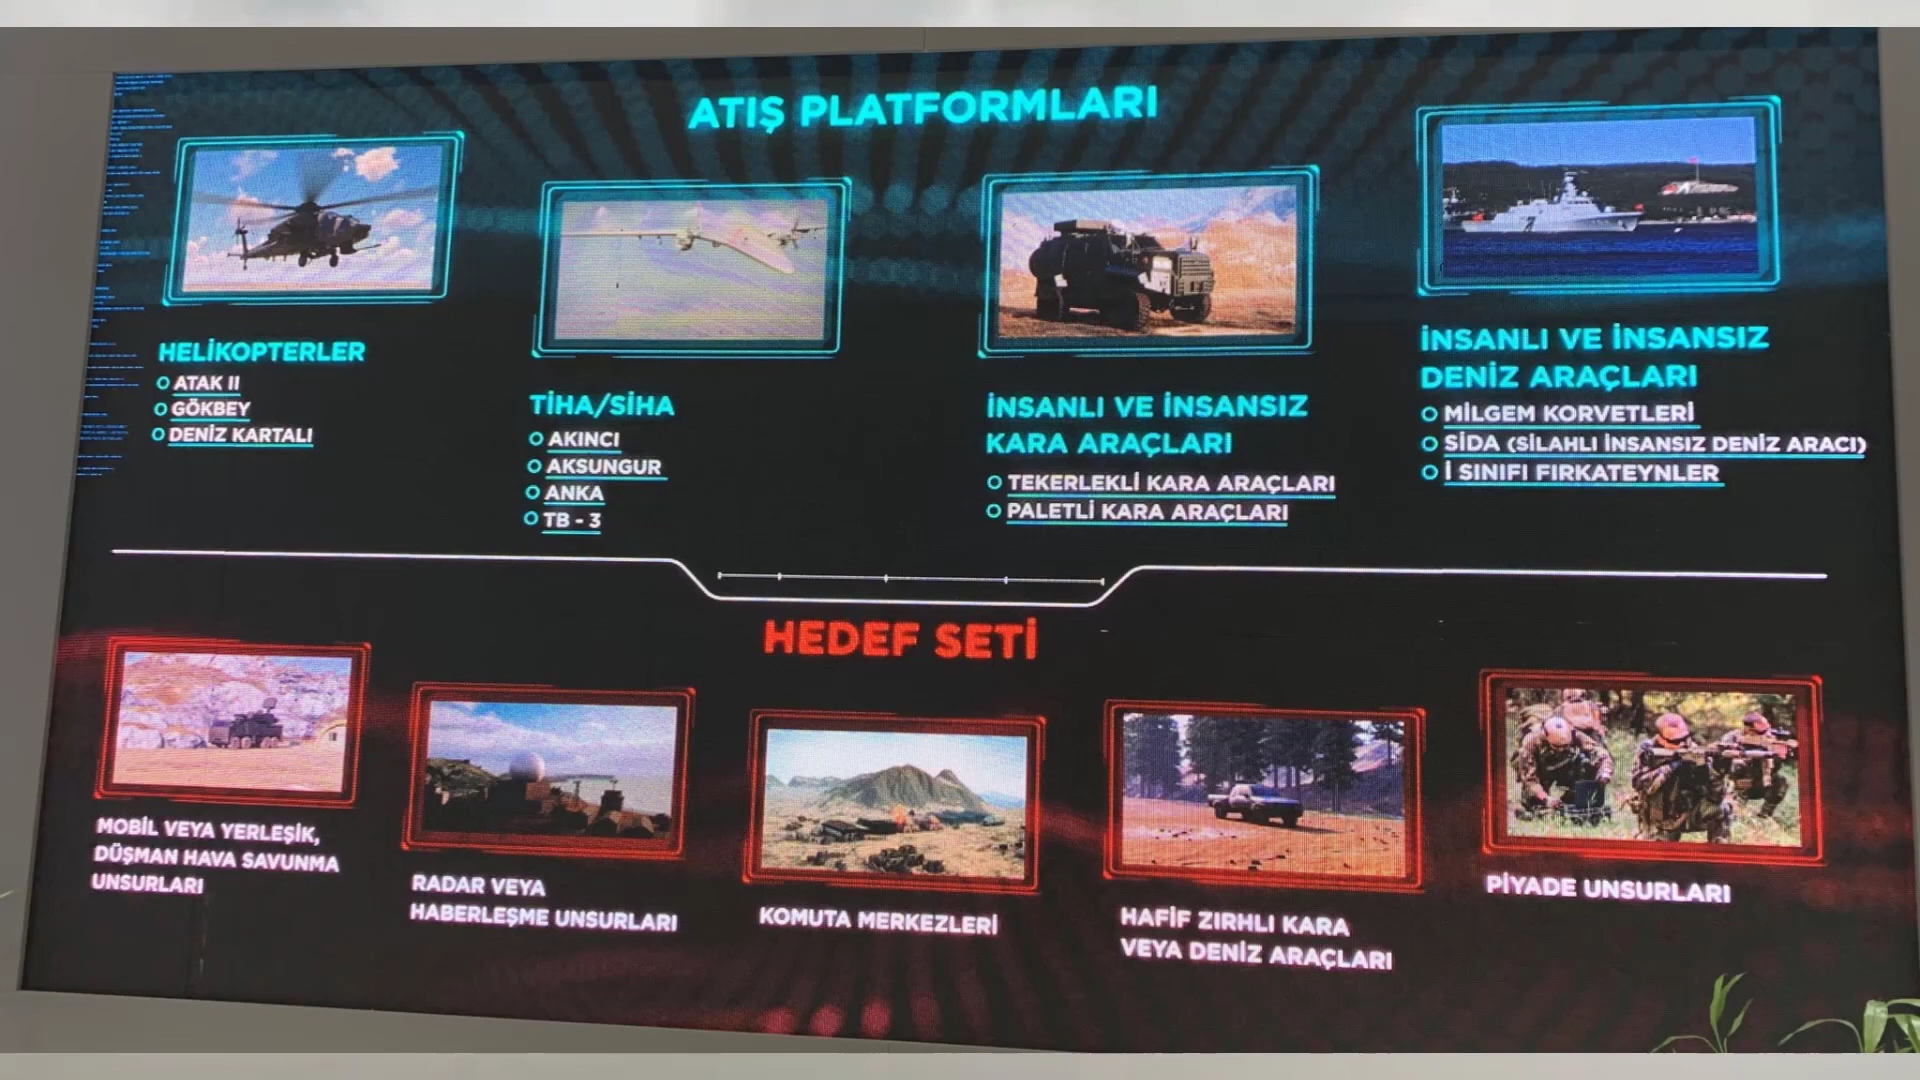 ATIŞ PLATFORMLARI
HELİKOPTERLER
ATAK II
GÖKBEY
DENİZ KARTALI
TİHA/SİHA
AKINCI
AKSUNGUR
ANKA
TB - 3
İNSANLI VE İNSANSIZ
KARA ARAÇLARI
TEKERLEKLİ KARA ARAÇLARI
PALETLİ KARA ARAÇLARI
İNSANLI VE İNSANSIZ
DENİZ ARAÇLARI
MİLGEM KORVETLERİ
SİDA (SİLAHLI İNSANSIZ DENİZ ARACI)
İ SINIFI FIRKATEYNLER
HEDEF SETİ
MOBİL VEYA YERLEŞİK,
DÜŞMAN HAVA SAVUNMA
UNSURLARI
RADAR VEYA
HABERLEŞME UNSURLARI
KOMUTA MERKEZLERİ
HAFİF ZIRHLI KARA
VEYA DENİZ ARAÇLARI
PİYADE UNSURLARI